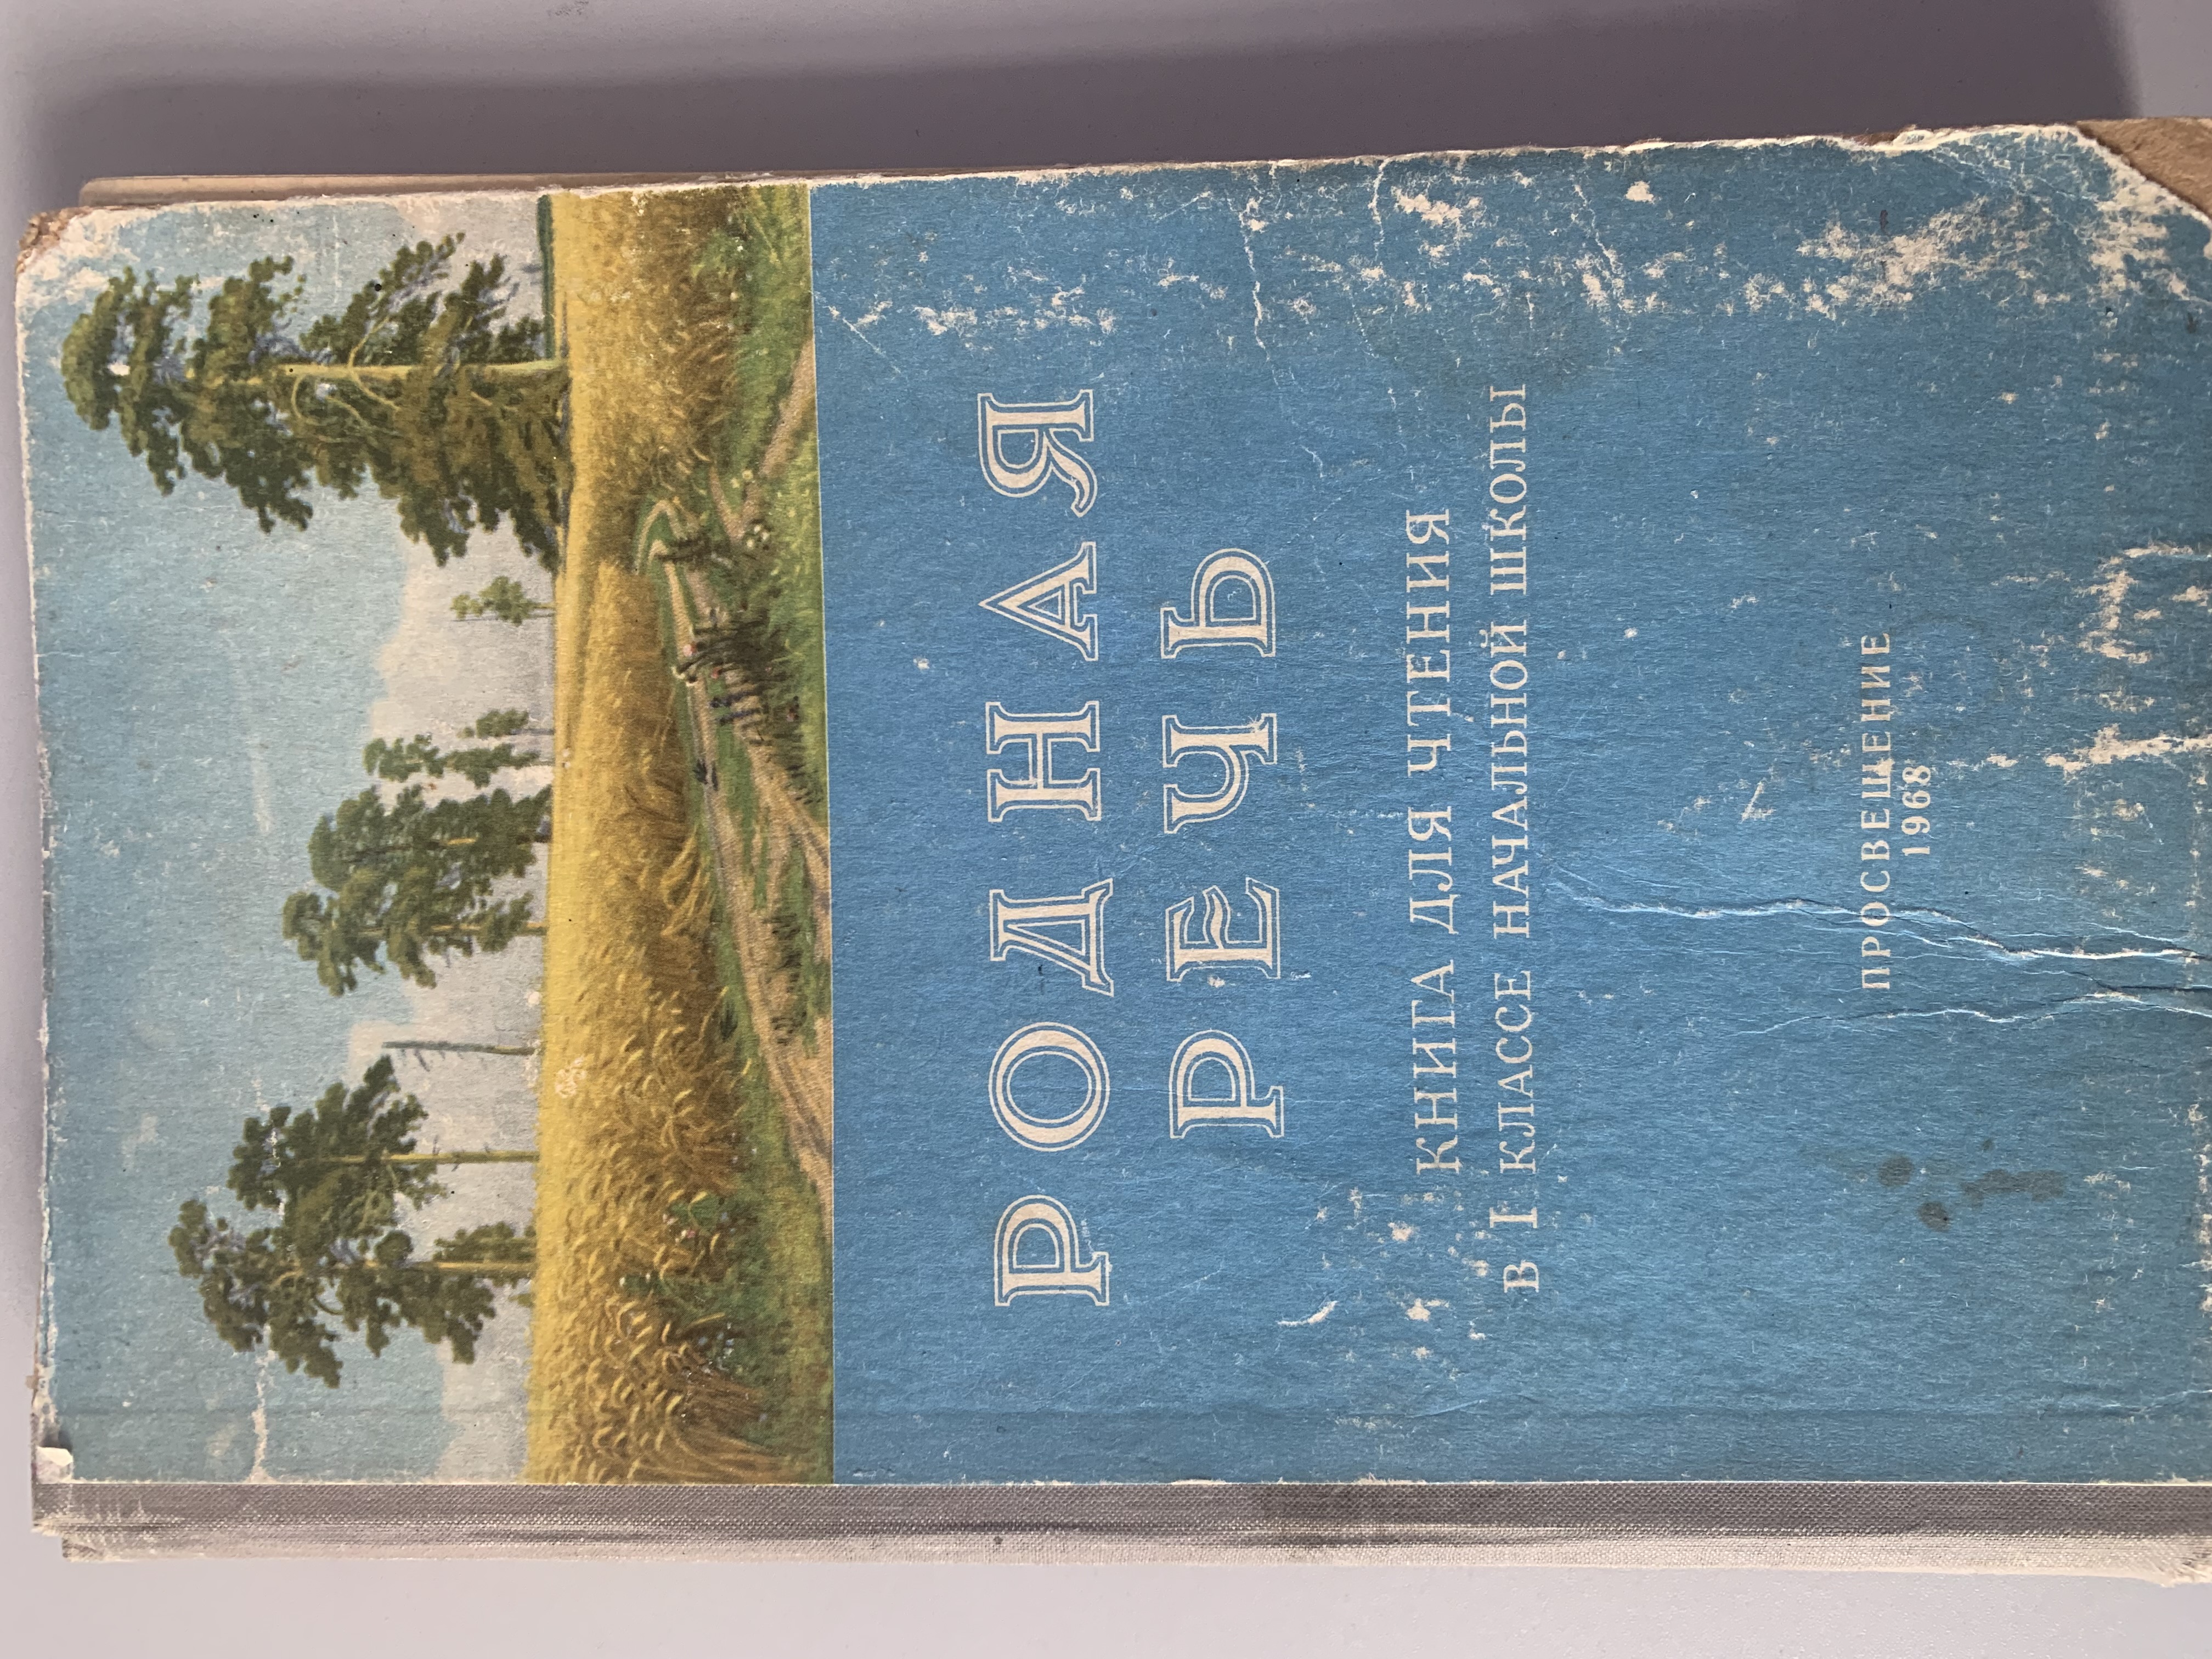 РОДНАЯ
РЕЧЬ
КНИГА ДЛЯ ЧТЕНИЯ
В I КЛАССЕ НАЧАЛЬНОЙ ШКОЛЫ
ПРОСВЕЩЕНИЕ
1968